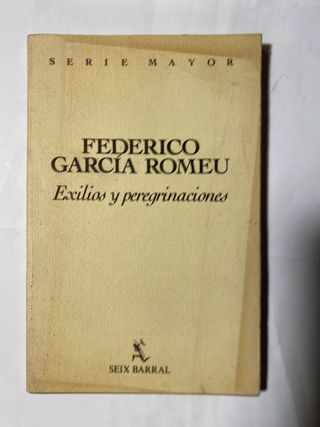 SERIE MAYOR
FEDERICO
GARCÍA ROMEU
Exilios y peregrinaciones
SEIX BARRAL